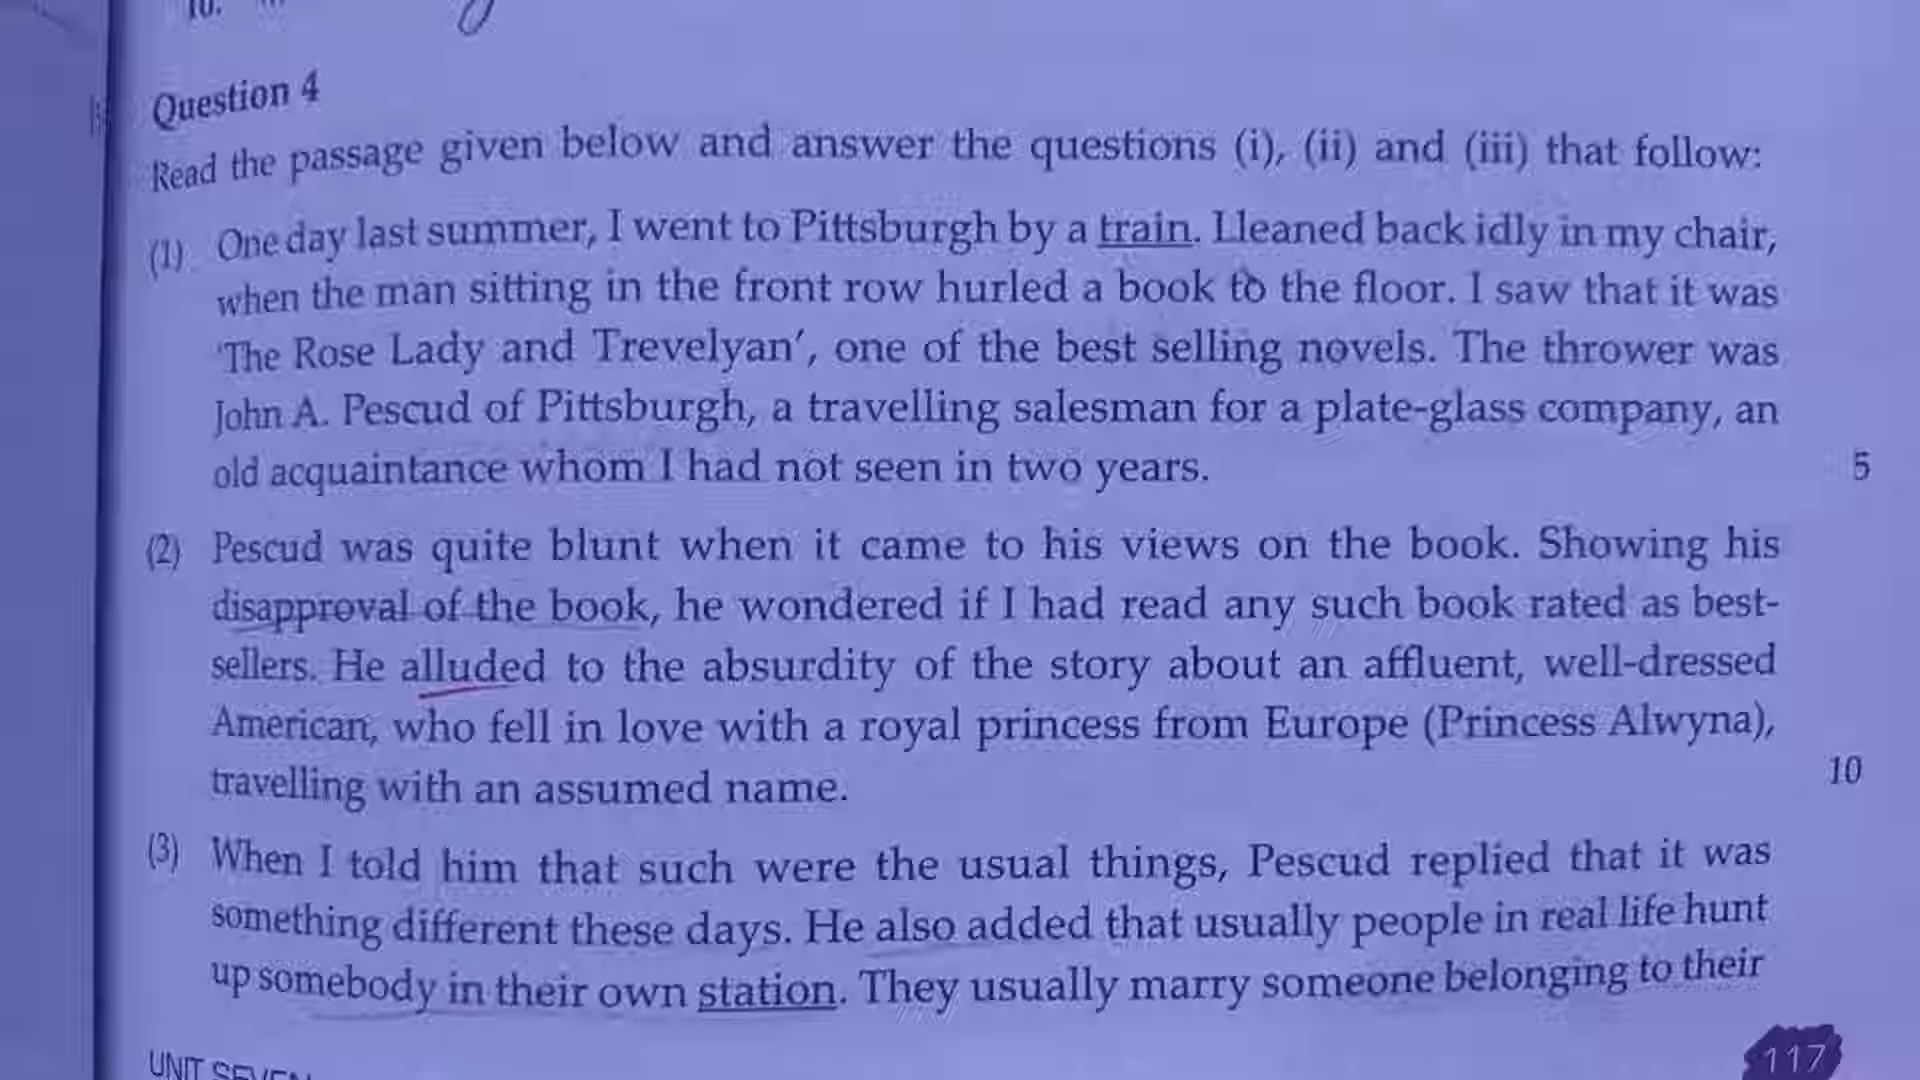 10.
Question 4
Read the passage given below and answer the questions (i), (ii) and (iii) that follow:
(1) One day last summer, I went to Pittsburgh by a train. I leaned back idly in my chair,
when the man sitting in the front row hurled a book to the floor. I saw that it was
'The Rose Lady and Trevelyan', one of the best selling novels. The thrower was
John A. Pescud of Pittsburgh, a travelling salesman for a plate-glass company, an
old acquaintance whom I had not seen in two years. 5
(2) Pescud was quite blunt when it came to his views on the book. Showing his
disapproval of the book, he wondered if I had read any such book rated as best-
sellers. He alluded to the absurdity of the story about an affluent, well-dressed
American, who fell in love with a royal princess from Europe (Princess Alwyna),
travelling with an assumed name. 10
(3) When I told him that such were the usual things, Pescud replied that it was
something different these days. He also added that usually people in real life hunt
up somebody in their own station. They usually marry someone belonging to their
UNIT SEVEN
117